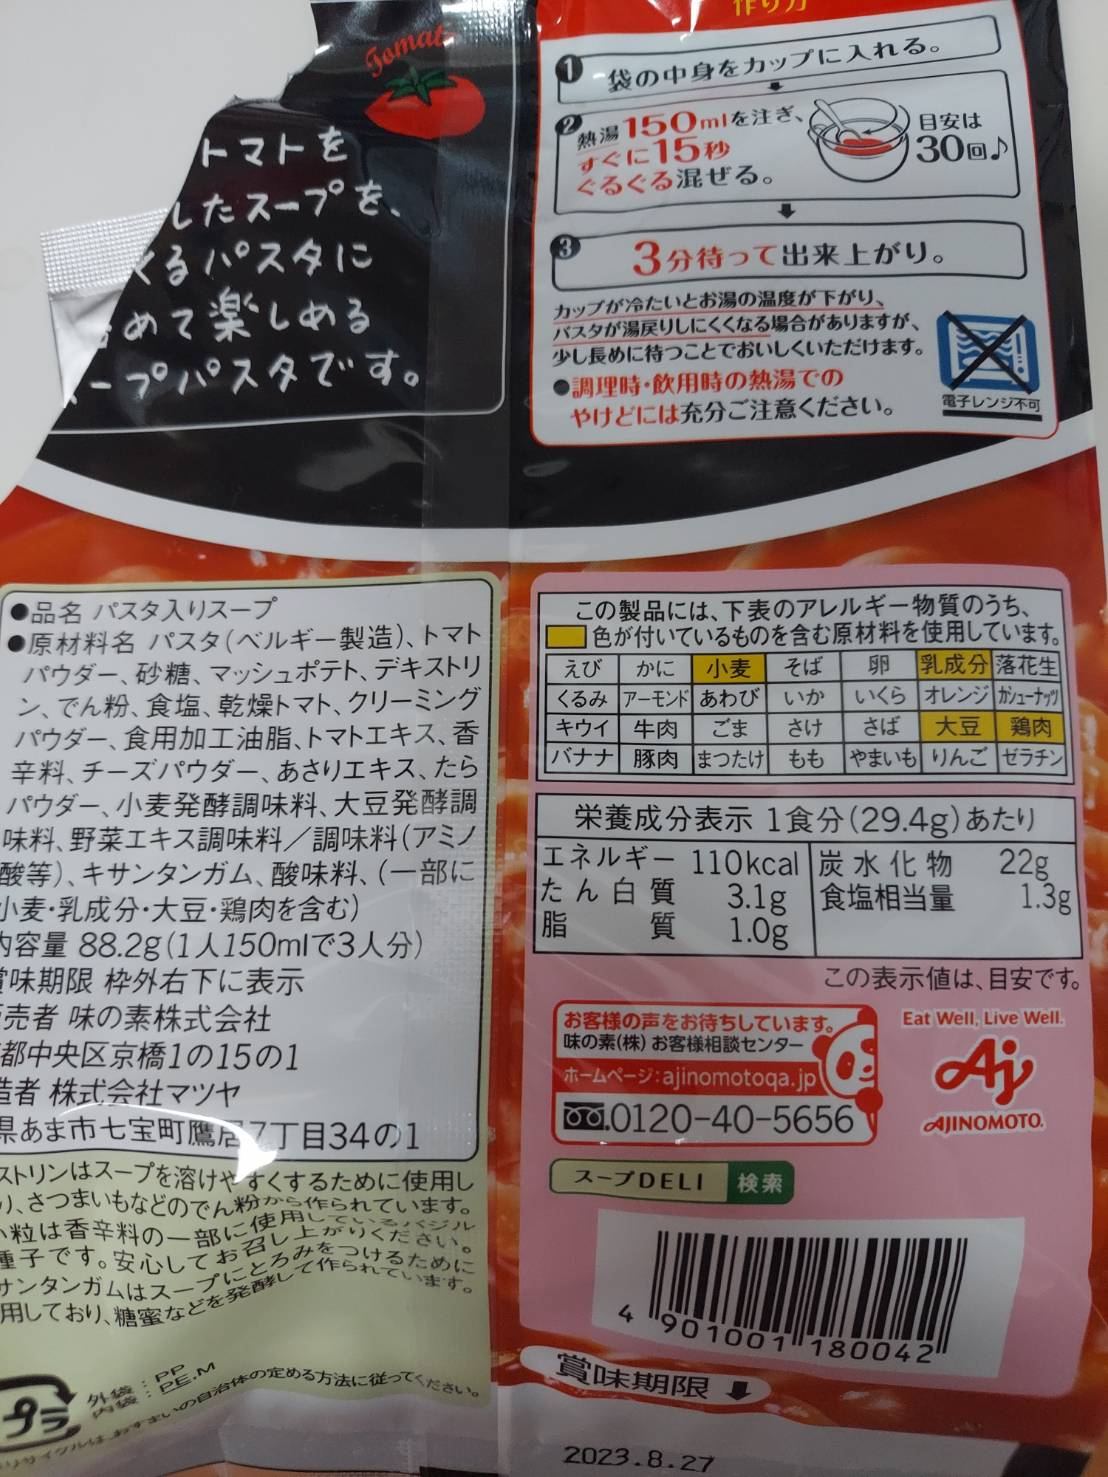 Tomato
トマトを
したスープを、
くるパスタに
めて楽しめる
ープパスタです。
作り方
1 袋の中身をカップに入れる。
2 熱湯150mlを注ぎ、
すぐに15秒
ぐるぐる混ぜる。
目安は
30回♪
3 3分待って出来上がり。
カップが冷たいとお湯の温度が下がり、
パスタが湯戻りしにくくなる場合がありますが、
少し長めに待つことでおいしくいただけます。
●調理時・飲用時の熱湯での
やけどには充分ご注意ください。
電子レンジ不可
●品名 パスタ入りスープ
●原材料名 パスタ(ベルギー製造)、トマト
パウダー、砂糖、マッシュポテト、デキストリ
ン、でん粉、食塩、乾燥トマト、クリーミング
パウダー、食用加工油脂、トマトエキス、香
辛料、チーズパウダー、あさりエキス、たら
パウダー、小麦発酵調味料、大豆発酵調
味料、野菜エキス調味料／調味料(アミノ
酸等)、キサンタンガム、酸味料、(一部に
小麦・乳成分・大豆・鶏肉を含む)
内容量 88.2g(1人150mlで3人分)
賞味期限 枠外右下に表示
売者 味の素株式会社
都中央区京橋1の15の1
造者 株式会社マツヤ
県あま市七宝町鷹居7丁目34の1
ストリンはスープを溶けやすくするために使用し
り、さつまいもなどのでん粉から作られています。
い粒は香辛料の一部に使用しているバジル
種子です。安心してお召し上がりください。
サンタンガムはスープにとろみをつけるために
用しており、糖蜜などを発酵して作られています。
プラ
外袋：PP
内袋：PE.M
リサイクルはお住まいの自治体の定める方法に従ってください。
この製品には、下表のアレルギー物質のうち、
色が付いているものを含む原材料を使用しています。
えび かに 小麦 そば 卵 乳成分 落花生
くるみ アーモンド あわび いか いくら オレンジ カシューナッツ
キウイ 牛肉 ごま さけ さば 大豆 鶏肉
バナナ 豚肉 まつたけ もも やまいも りんご ゼラチン
栄養成分表示 1食分(29.4g)あたり
エネルギー 110kcal 炭水化物 22g
たん白質 3.1g 食塩相当量 1.3g
脂質 1.0g
この表示値は、目安です。
お客様の声をお待ちしています。
味の素(株) お客様相談センター
ホームページ:ajinomotoqa.jp
0120-40-5656
Eat Well, Live Well.
Aj
AJINOMOTO.
スープDELI 検索
4 901001 180042
賞味期限
2023.8.27